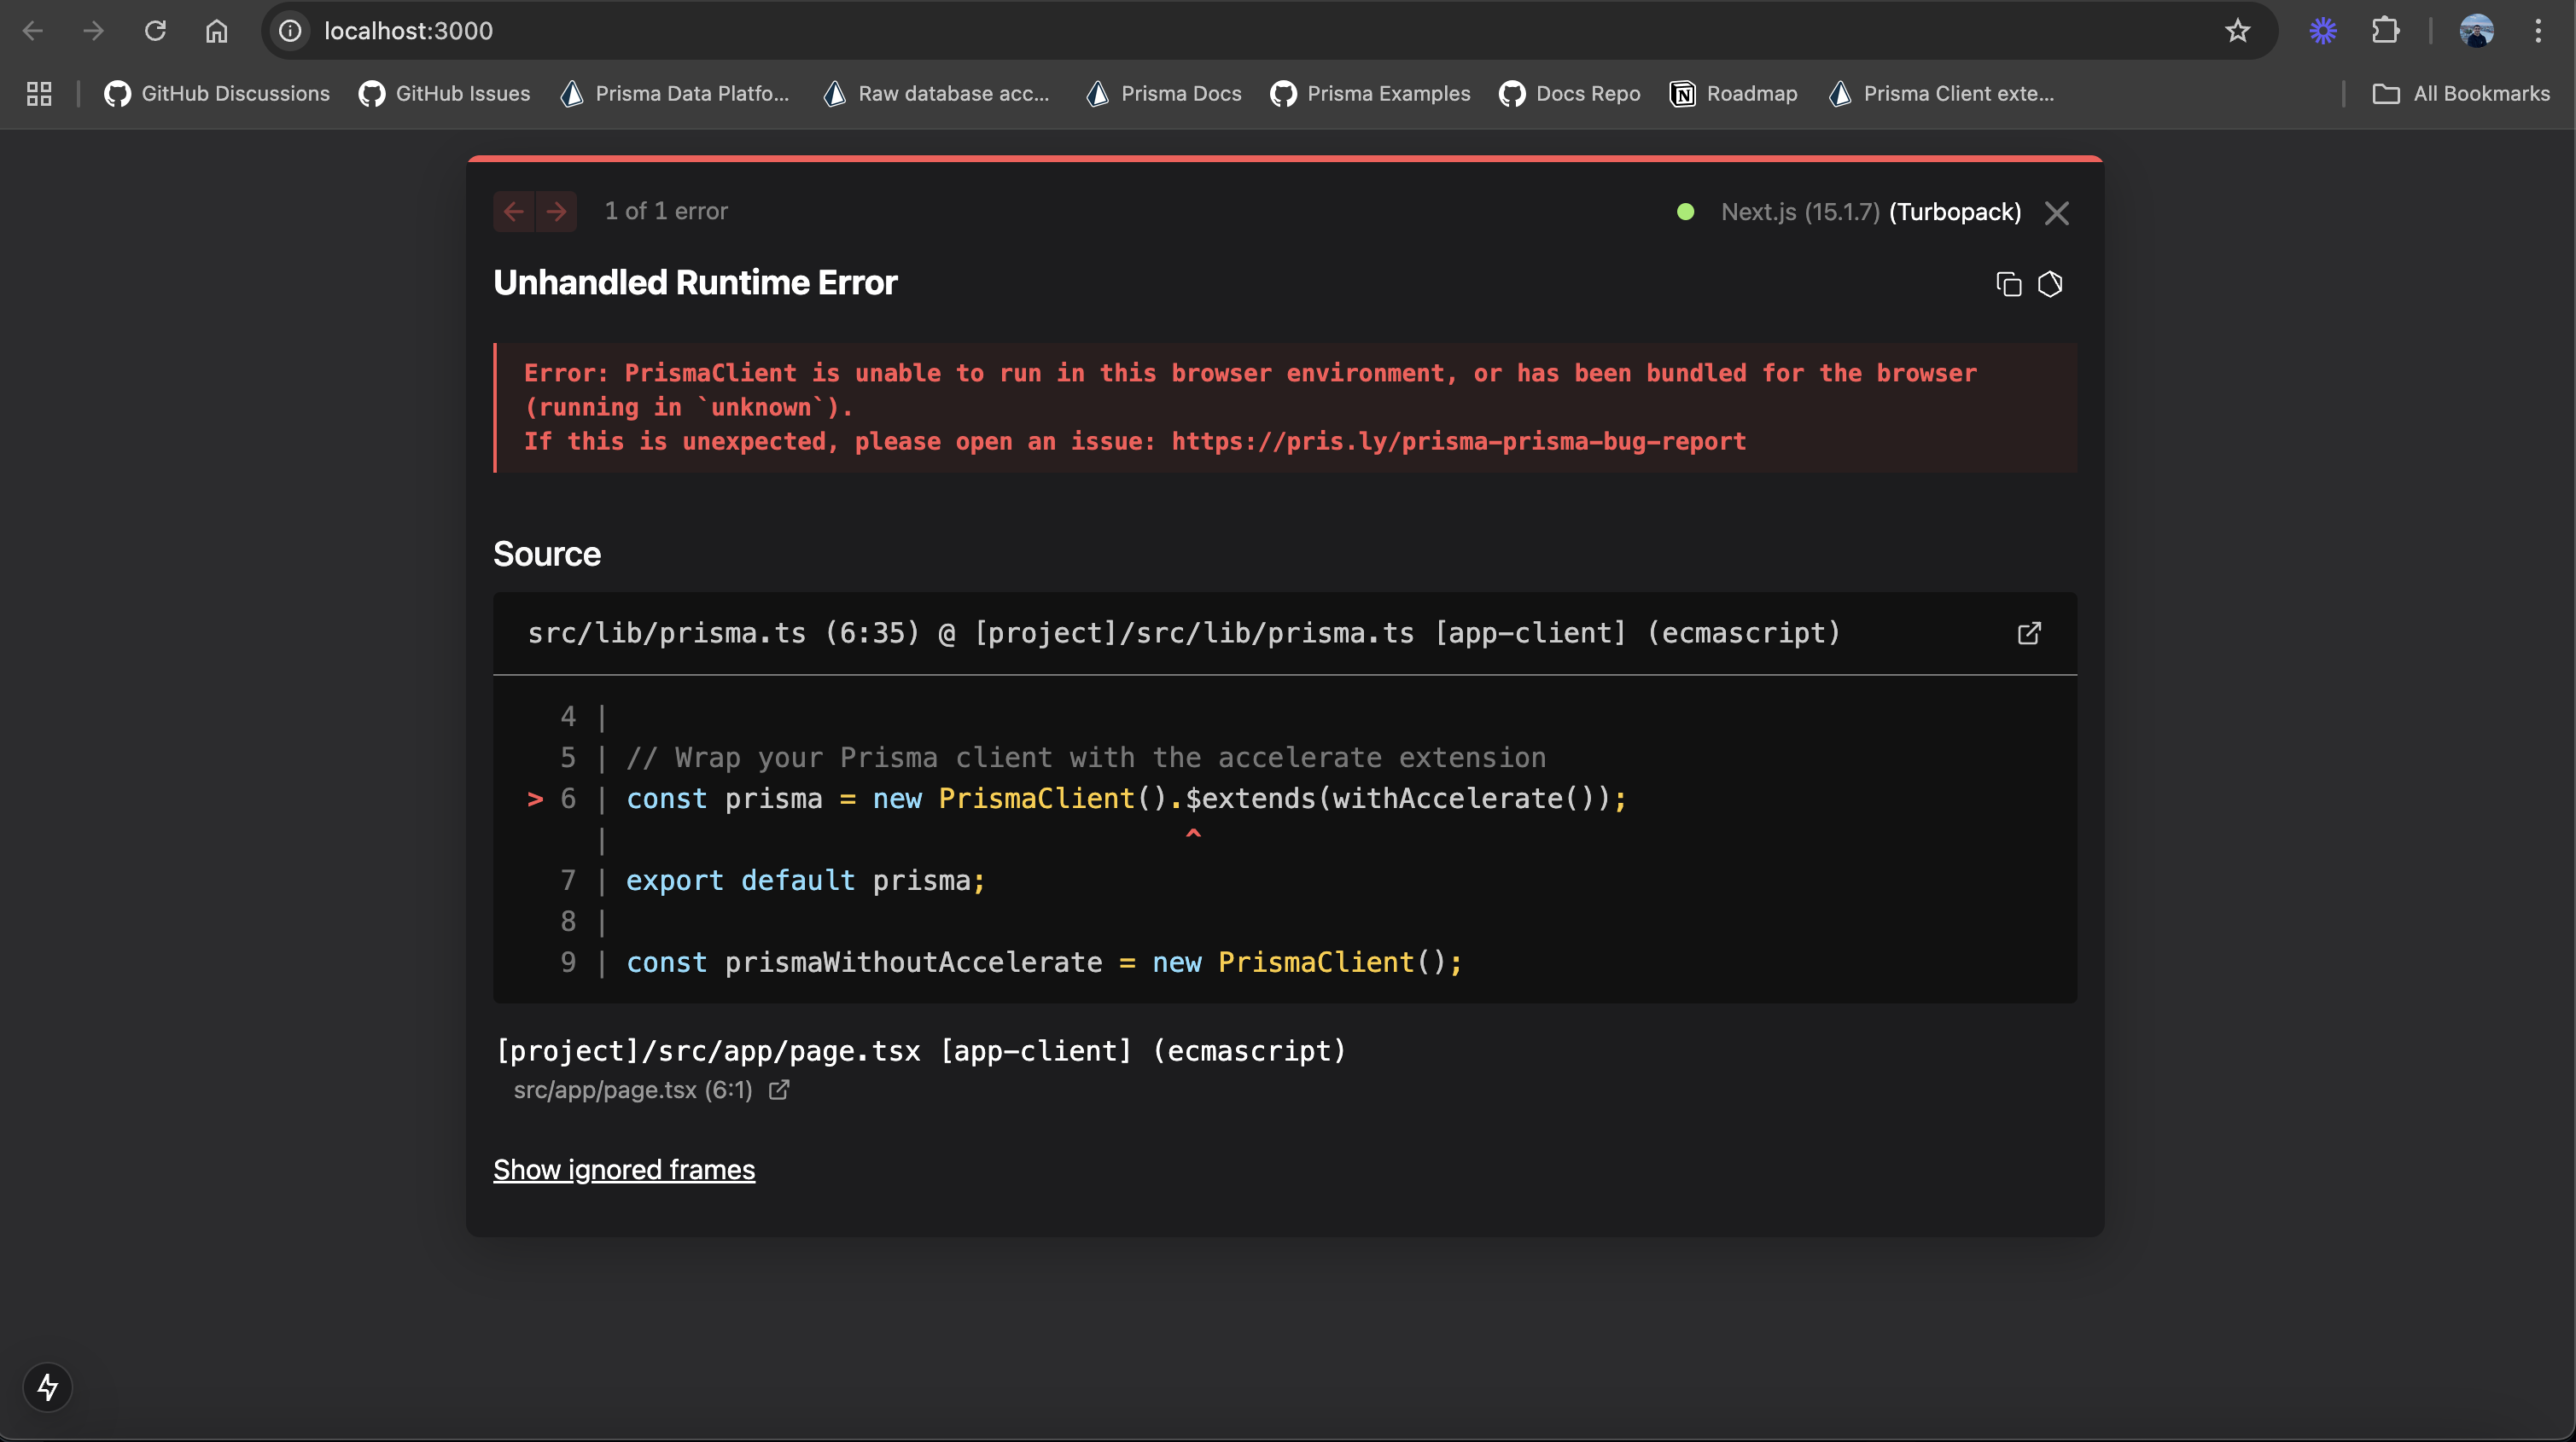 localhost:3000
GitHub Discussions
GitHub Issues
Prisma Data Platfo...
Raw database acc...
Prisma Docs
Prisma Examples
Docs Repo
Roadmap
Prisma Client exte...
All Bookmarks
1 of 1 error
Next.js (15.1.7) (Turbopack)
Unhandled Runtime Error
Error: PrismaClient is unable to run in this browser environment, or has been bundled for the browser
(running in `unknown`).
If this is unexpected, please open an issue: https://pris.ly/prisma-prisma-bug-report
Source
src/lib/prisma.ts (6:35) @ [project]/src/lib/prisma.ts [app-client] (ecmascript)
4 |
5 | // Wrap your Prisma client with the accelerate extension
> 6 | const prisma = new PrismaClient().$extends(withAccelerate());
| ^
7 | export default prisma;
8 |
9 | const prismaWithoutAccelerate = new PrismaClient();
[project]/src/app/page.tsx [app-client] (ecmascript)
src/app/page.tsx (6:1)
Show ignored frames